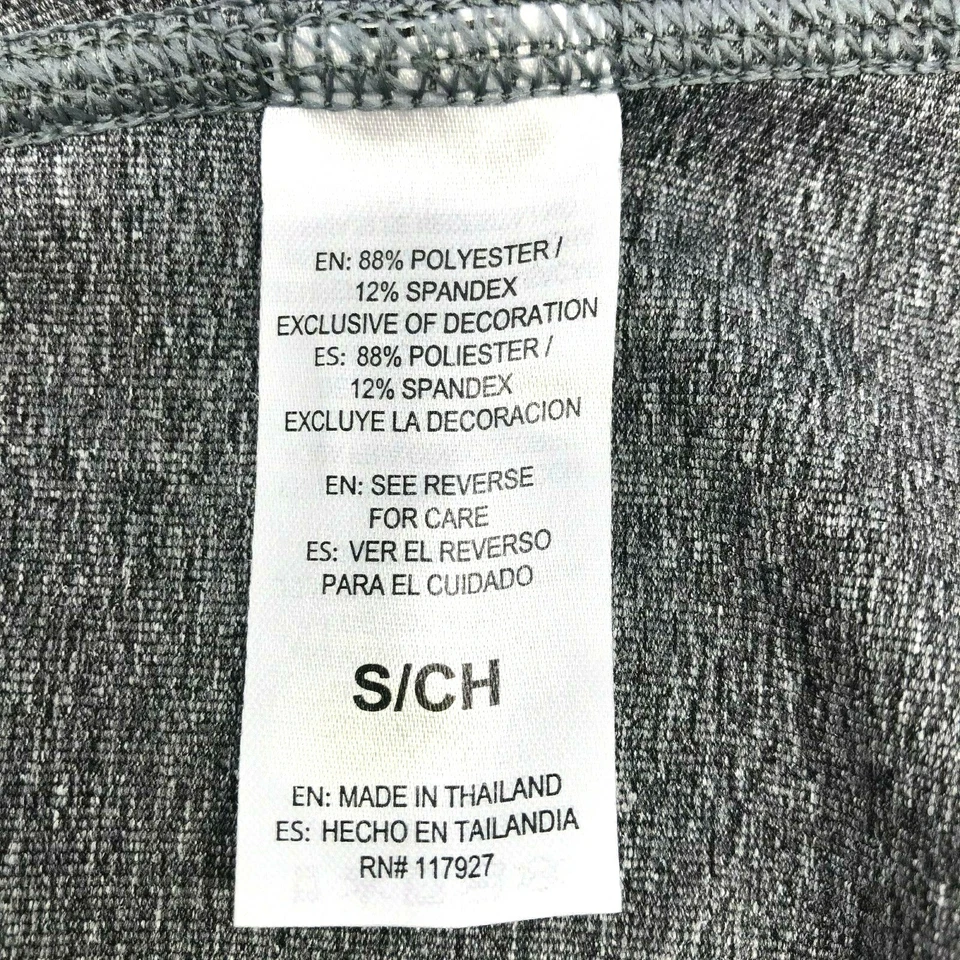 EN: 88% POLYESTER /
12% SPANDEX
EXCLUSIVE OF DECORATION
ES: 88% POLIESTER /
12% SPANDEX
EXCLUYE LA DECORACION
EN: SEE REVERSE
FOR CARE
ES: VER EL REVERSO
PARA EL CUIDADO
S/CH
EN: MADE IN THAILAND
ES: HECHO EN TAILANDIA
RN# 117927